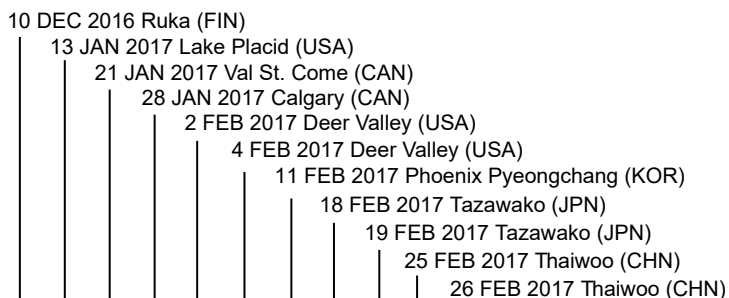 10 DEC 2016 Ruka (FIN)
13 JAN 2017 Lake Placid (USA)
21 JAN 2017 Val St. Come (CAN)
28 JAN 2017 Calgary (CAN)
2 FEB 2017 Deer Valley (USA)
4 FEB 2017 Deer Valley (USA)
11 FEB 2017 Phoenix Pyeongchang (KOR)
18 FEB 2017 Tazawako (JPN)
19 FEB 2017 Tazawako (JPN)
25 FEB 2017 Thaiwoo (CHN)
26 FEB 2017 Thaiwoo (CHN)